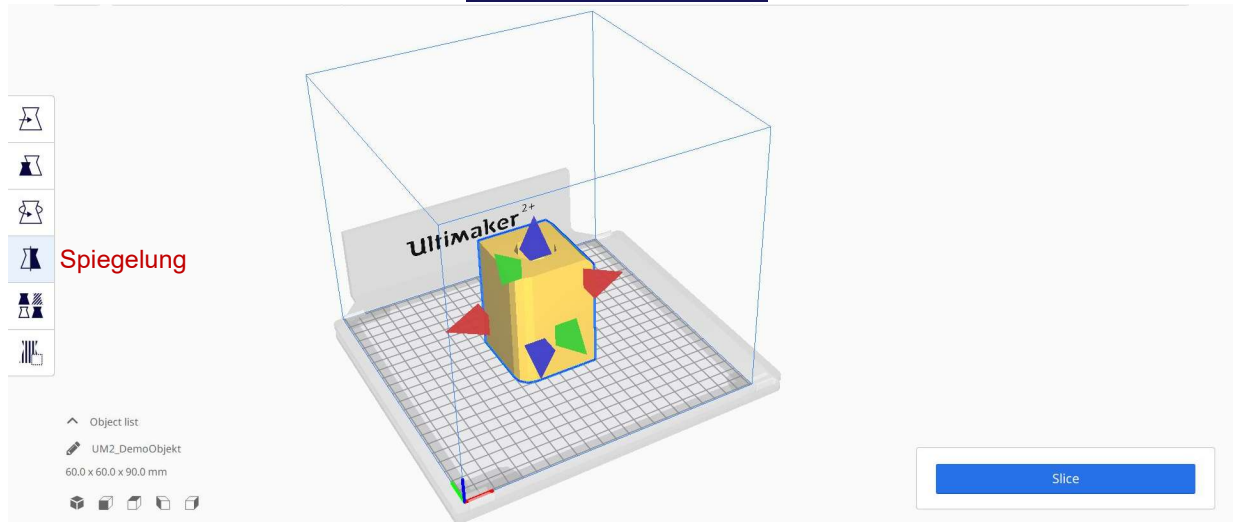 Ultimaker 2+
Spiegelung
Object list
UM2_DemoObjekt
60.0 x 60.0 x 90.0 mm
Slice